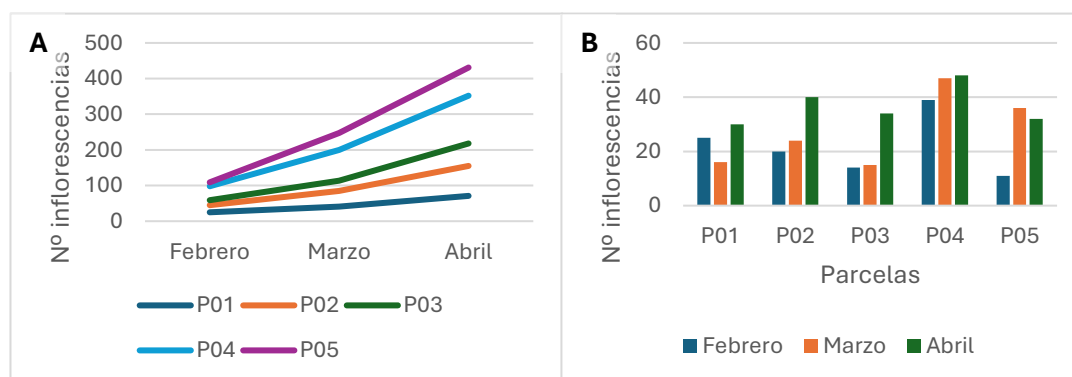 A
Nº inflorescencias
500
400
300
200
100
0
Febrero Marzo Abril
P01 P02 P03
P04 P05
B
Nº inflorescencias
60
40
20
0
P01 P02 P03 P04 P05
Parcelas
Febrero Marzo Abril